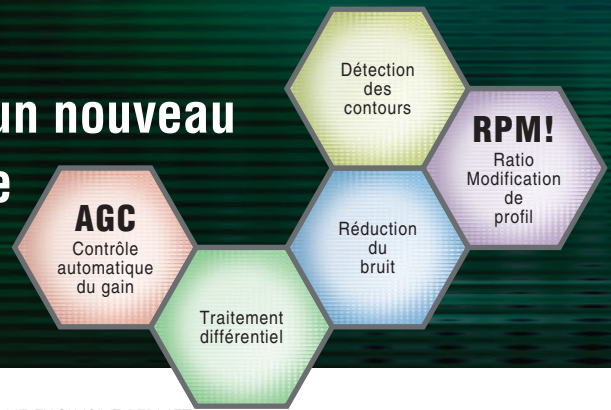 un nouveau
e
Détection
des
contours
RPM!
Ratio
Modification
de
profil
AGC
Contrôle
automatique
du gain
Réduction
du
bruit
Traitement
différentiel